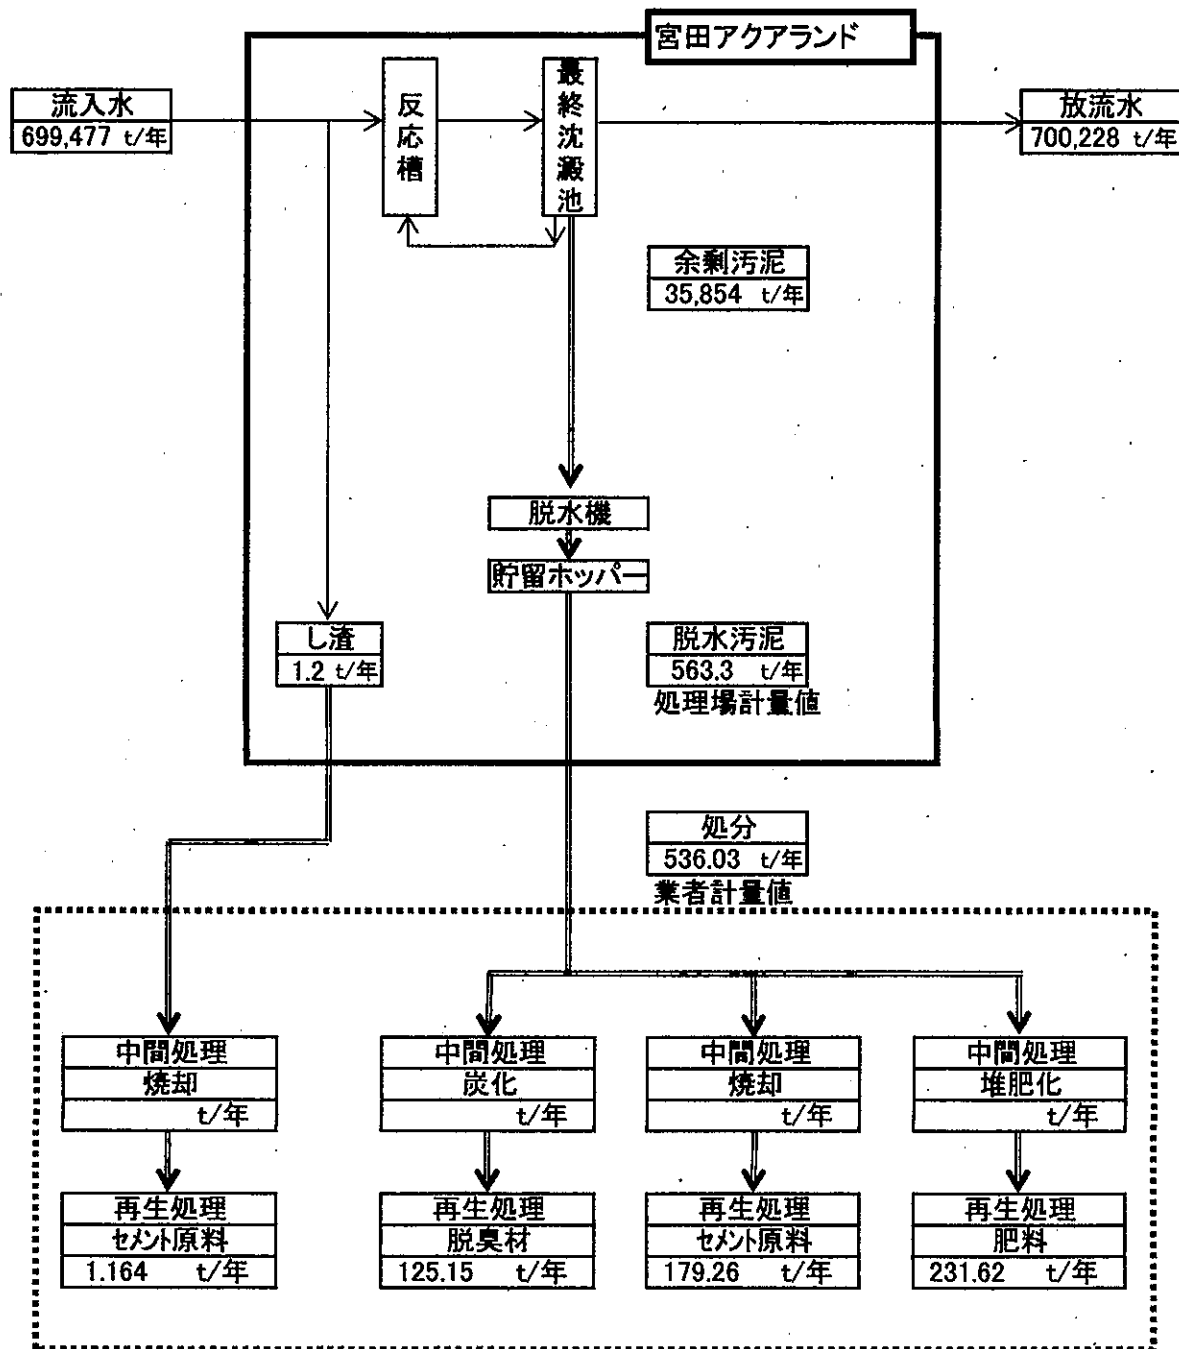 宮田アクアランド
流入水
699,477 t/年
反応槽
最終沈澱池
放流水
700,228 t/年
余剰汚泥
35,854 t/年
脱水機
貯留ホッパー
し渣
1.2 t/年
脱水汚泥
563.3 t/年
処理場計量値
処分
536.03 t/年
業者計量値
中間処理
焼却
t/年
中間処理
炭化
t/年
中間処理
焼却
t/年
中間処理
堆肥化
t/年
再生処理
セメント原料
1.164 t/年
再生処理
脱臭材
125.15 t/年
再生処理
セメント原料
179.26 t/年
再生処理
肥料
231.62 t/年